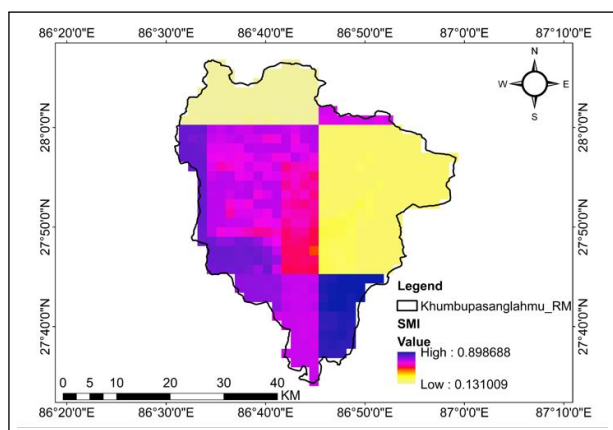 86°20'0"E 86°30'0"E 86°40'0"E 86°50'0"E 87°0'0"E 87°10'0"E
N
W E
S
28°0'0"N 28°0'0"N
27°50'0"N 27°50'0"N
27°40'0"N 27°40'0"N
Legend
Khumbupasanglahmu_RM
SMI
Value
High : 0.898688
Low : 0.131009
0 5 10 20 30 40
KM
86°20'0"E 86°30'0"E 86°40'0"E 86°50'0"E 87°0'0"E 87°10'0"E